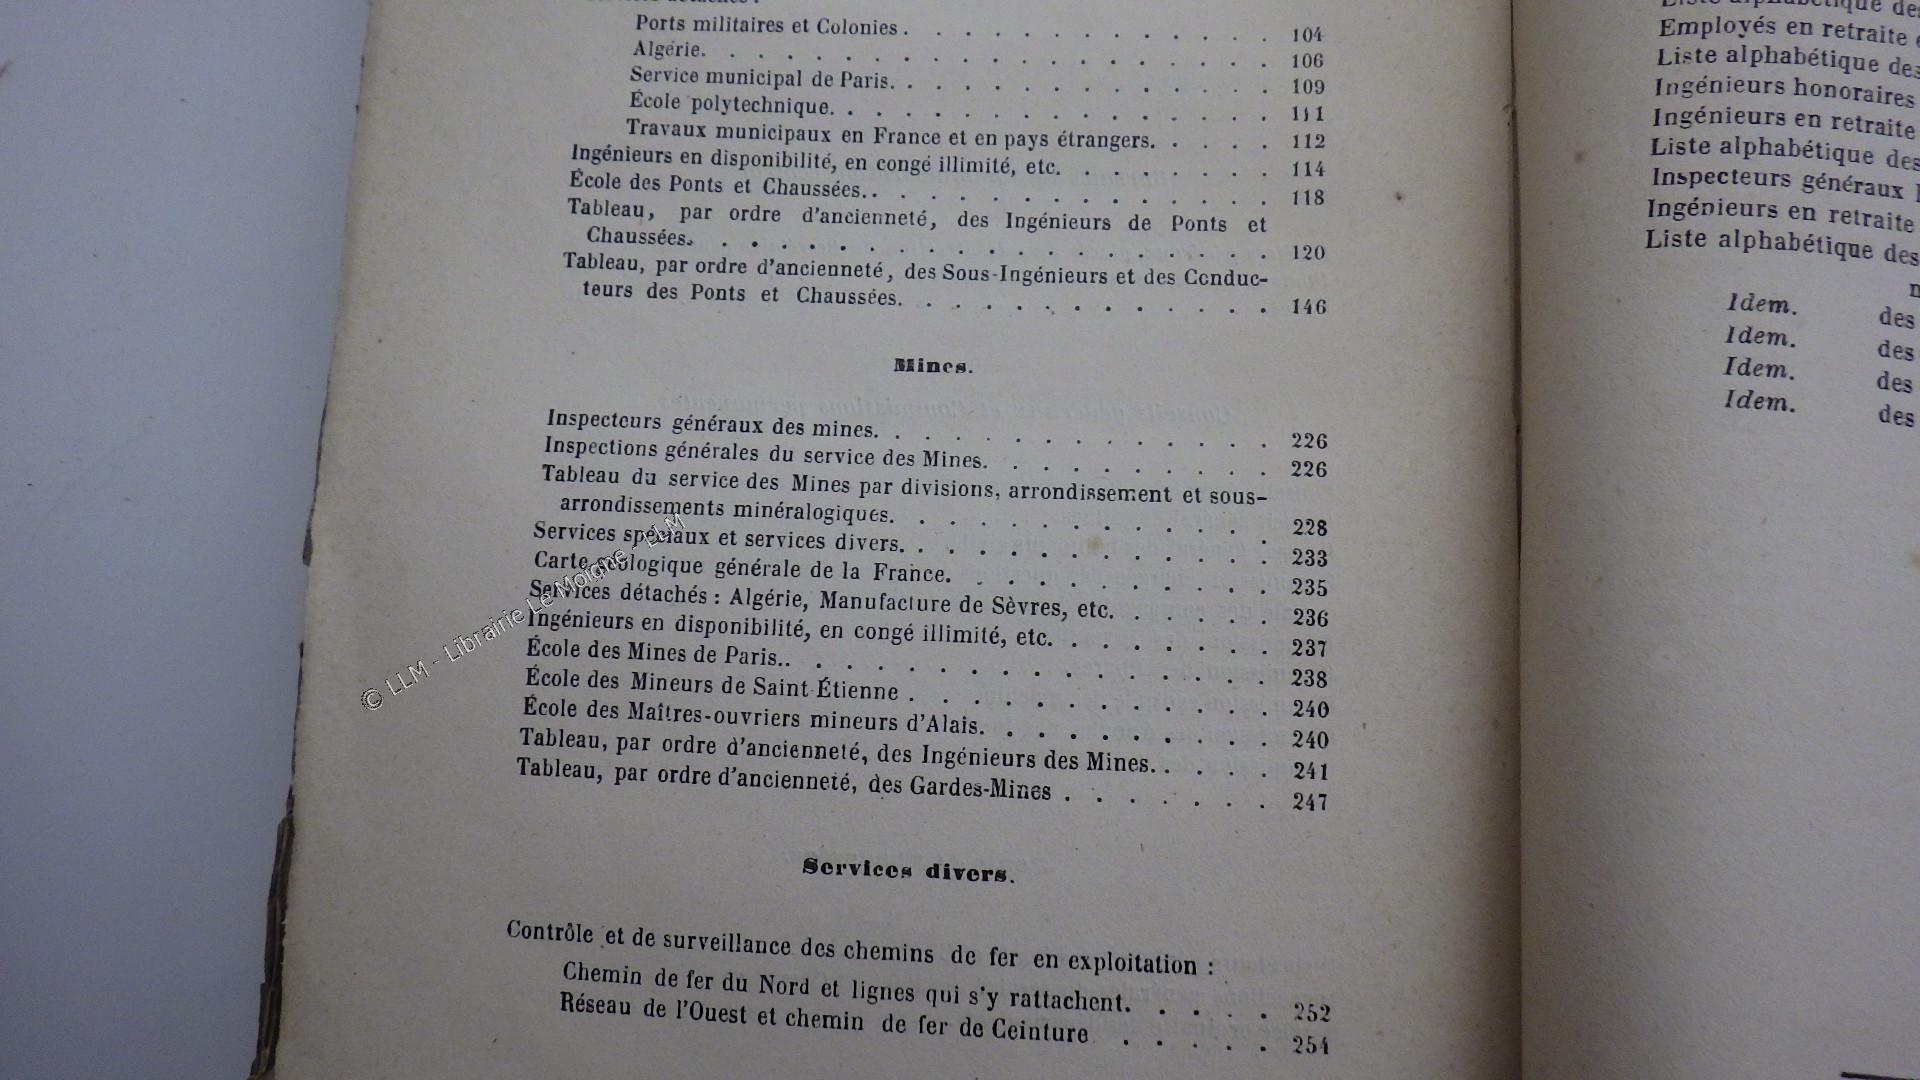 Ports militaires et Colonies . . . . . . . . . . . . 104
Algérie. . . . . . . . . . . . . . . . . . . 106
Service municipal de Paris. . . . . . . . . . . . . 109
École polytechnique. . . . . . . . . . . . . . . 111
Travaux municipaux en France et en pays étrangers. . . . . 112
Ingénieurs en disponibilité, en congé illimité, etc. . . . . . . . 114
École des Ponts et Chaussées. . . . . . . . . . . . . . 118
Tableau, par ordre d'ancienneté, des Ingénieurs de Ponts et
Chaussées. . . . . . . . . . . . . . . . . . . 120
Tableau, par ordre d'ancienneté, des Sous-Ingénieurs et des Conduc-
teurs des Ponts et Chaussées. . . . . . . . . . . . . 146
Mines.
Inspecteurs généraux des mines. . . . . . . . . . . . . 226
Inspections générales du service des Mines. . . . . . . . . . 226
Tableau du service des Mines par divisions, arrondissement et sous-
arrondissements minéralogiques. . . . . . . . . . . . . 228
Services spéciaux et services divers. . . . . . . . . . . . 233
Carte géologique générale de la France. . . . . . . . . . . 235
Services détachés : Algérie, Manufacture de Sèvres, etc. . . . . . 236
Ingénieurs en disponibilité, en congé illimité, etc. . . . . . . . 237
École des Mines de Paris. . . . . . . . . . . . . . . . 238
École des Mineurs de Saint-Étienne . . . . . . . . . . . . 240
École des Maîtres-ouvriers mineurs d'Alais. . . . . . . . . . 240
Tableau, par ordre d'ancienneté, des Ingénieurs des Mines. . . . . 241
Tableau, par ordre d'ancienneté, des Gardes-Mines . . . . . . . 247
Services divers.
Contrôle et de surveillance des chemins de fer en exploitation :
Chemin de fer du Nord et lignes qui s'y rattachent. . . . . 252
Réseau de l'Ouest et chemin de fer de Ceinture . . . . . 254
© LLM - Librairie Le Moigne - LLM
Liste alphabétique des
Employés en retraite
Liste alphabétique des
Ingénieurs honoraires
Ingénieurs en retraite
Liste alphabétique des
Inspecteurs généraux
Ingénieurs en retraite
Liste alphabétique des
Idem. des
Idem. des
Idem. des
Idem. des